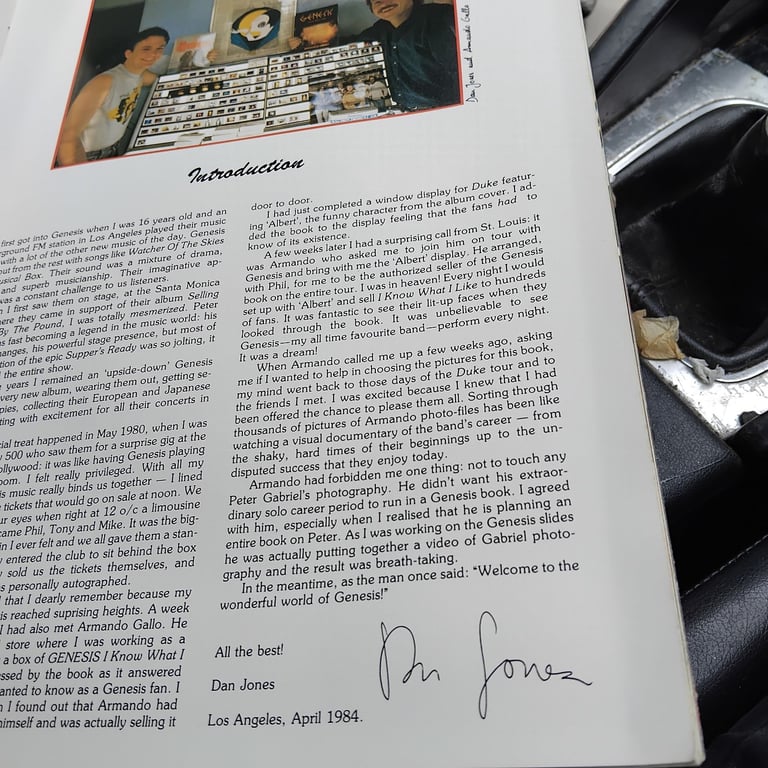 GENESIS
Dan Jones and Armando Gallo
Introduction
first got into Genesis when I was 16 years old and an
ground FM station in Los Angeles played their music
with a lot of the other new music of the day. Genesis
out from the rest with songs like Watcher Of The Skies
usical Box. Their sound was a mixture of drama,
and superb musicianship. Their imaginative ap-
was a constant challenge to us listeners.
n I first saw them on stage, at the Santa Monica
ere they came in support of their album Selling
By The Pound, I was totally mesmerized. Peter
s fast becoming a legend in the music world: his
hanges, his powerful stage presence, but most of
tion of the epic Supper's Ready was so jolting, it
l the entire show.
years I remained an 'upside-down' Genesis
very new album, wearing them out, getting se-
pies, collecting their European and Japanese
ting with excitement for all their concerts in
cial treat happened in May 1980, when I was
y 500 who saw them for a surprise gig at the
ollywood: it was like having Genesis playing
oom. I felt really privileged. With all my
is music really binds us together — I lined
tickets that would go on sale at noon. We
ur eyes when right at 12 o/c a limousine
came Phil, Tony and Mike. It was the big-
in I ever felt and we all gave them a stan-
y entered the club to sit behind the box
y sold us the tickets themselves, and
s personally autographed.
I that I dearly remember because my
is reached suprising heights. A week
I had also met Armando Gallo. He
store where I was working as a
a box of GENESIS I Know What I
ssed by the book as it answered
anted to know as a Genesis fan. I
n I found out that Armando had
himself and was actually selling it
door to door.
I had just completed a window display for Duke featur-
ing 'Albert', the funny character from the album cover. I ad-
ded the book to the display feeling that the fans had to
know of its existence.
A few weeks later I had a surprising call from St. Louis: it
was Armando who asked me to join him on tour with
Genesis and bring with me the 'Albert' display. He arranged,
with Phil, for me to be the authorized seller of the Genesis
book on the entire tour. I was in heaven! Every night I would
set up with 'Albert' and sell I Know What I Like to hundreds
of fans. It was fantastic to see their lit-up faces when they
looked through the book. It was unbelievable to see
Genesis—my all time favourite band—perform every night.
It was a dream!
When Armando called me up a few weeks ago, asking
me if I wanted to help in choosing the pictures for this book,
my mind went back to those days of the Duke tour and to
the friends I met. I was excited because I knew that I had
been offered the chance to please them all. Sorting through
thousands of pictures of Armando photo-files has been like
watching a visual documentary of the band's career — from
the shaky, hard times of their beginnings up to the un-
disputed success that they enjoy today.
Armando had forbidden me one thing: not to touch any
Peter Gabriel's photography. He didn't want his extraor-
dinary solo career period to run in a Genesis book. I agreed
with him, especially when I realised that he is planning an
entire book on Peter. As I was working on the Genesis slides
he was actually putting together a video of Gabriel photo-
graphy and the result was breath-taking.
In the meantime, as the man once said: "Welcome to the
wonderful world of Genesis!"
All the best!
Dan Jones
Dan Jones
Los Angeles, April 1984.